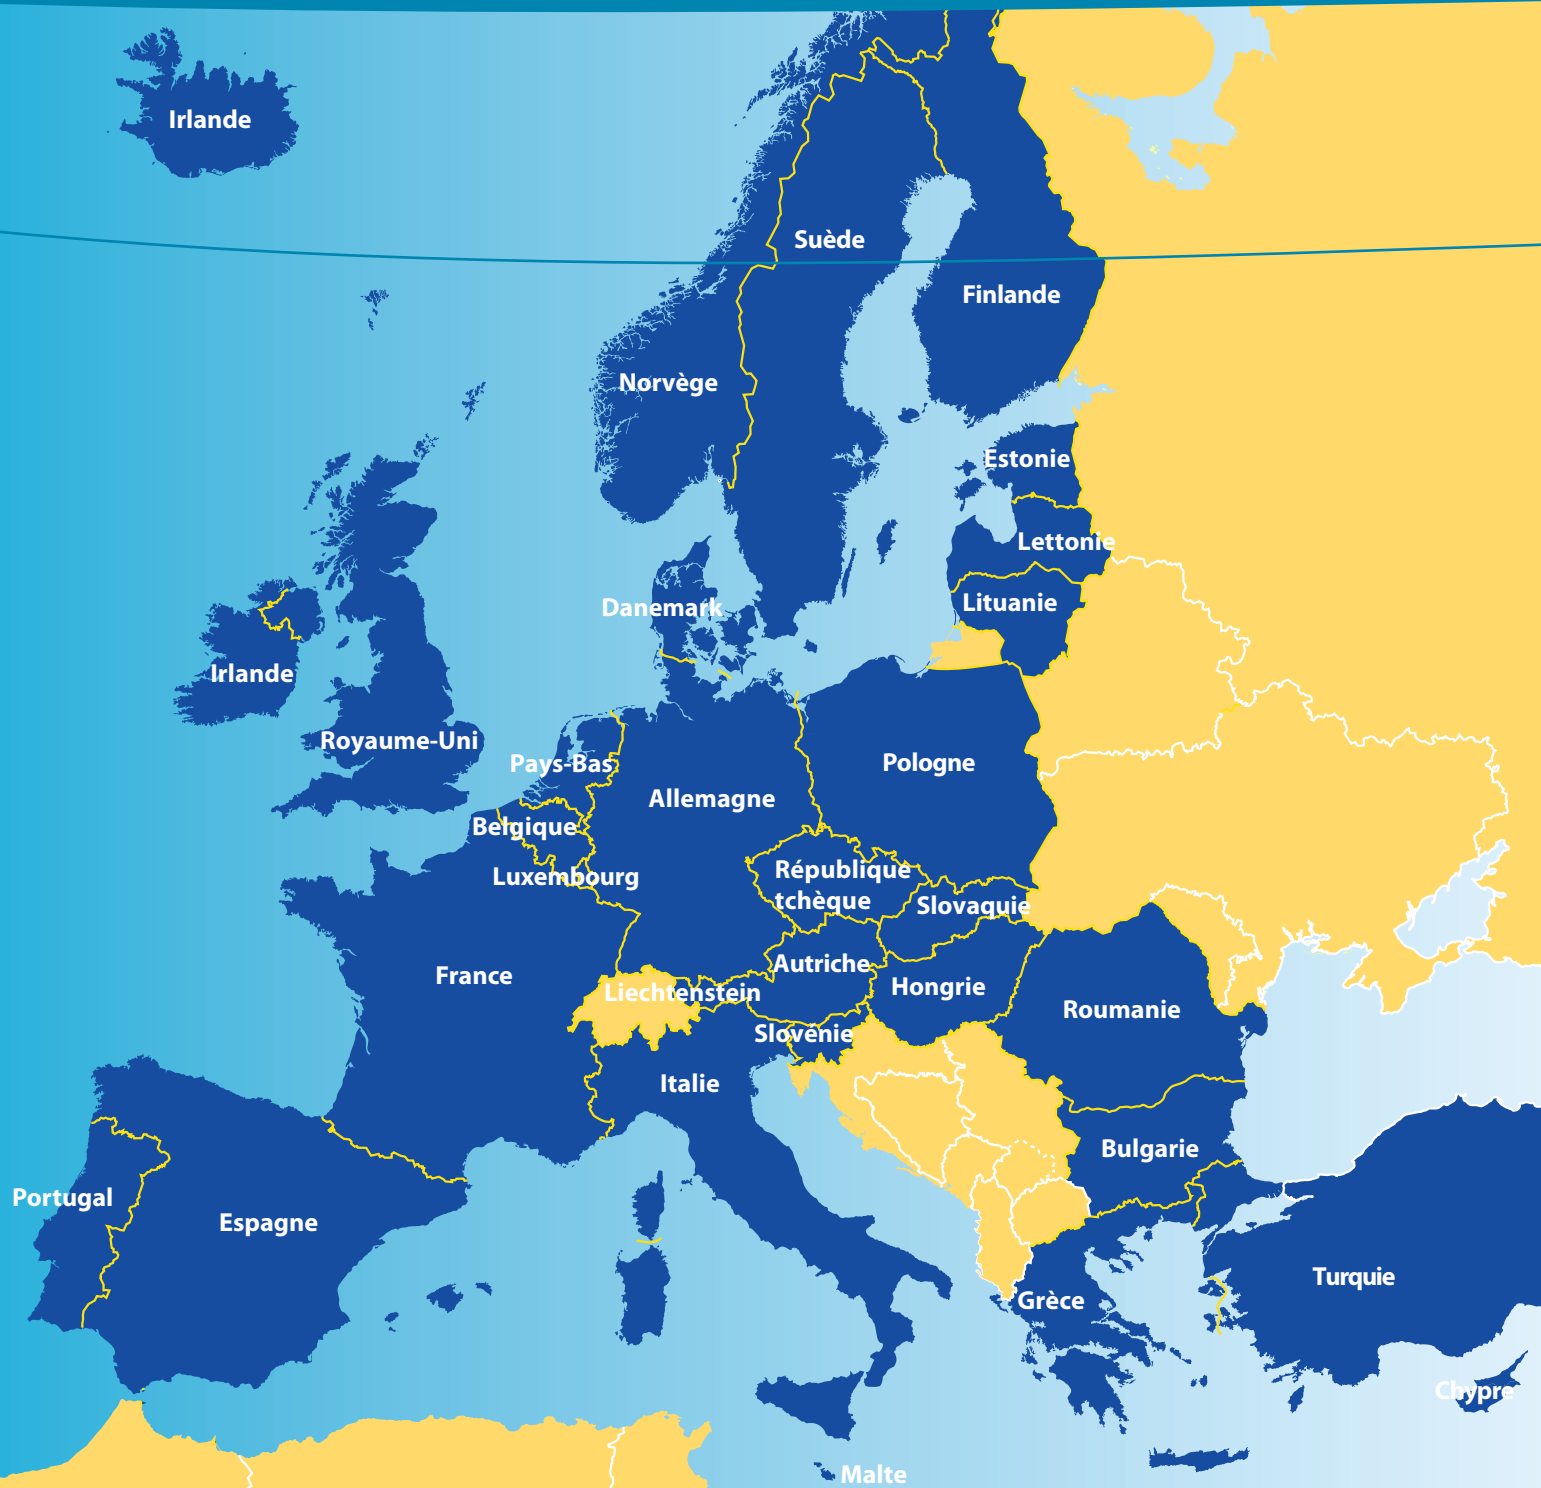 Irlande
Suède
Finlande
Norvège
Estonie
Lettonie
Lituanie
Danemark
Irlande
Royaume-Uni
Pays-Bas
Pologne
Allemagne
Belgique
République
tchèque
Luxembourg
Slovaquie
Autriche
France
Hongrie
Liechtenstein
Roumanie
Slovénie
Italie
Bulgarie
Portugal
Espagne
Turquie
Grèce
Chypre
Malte